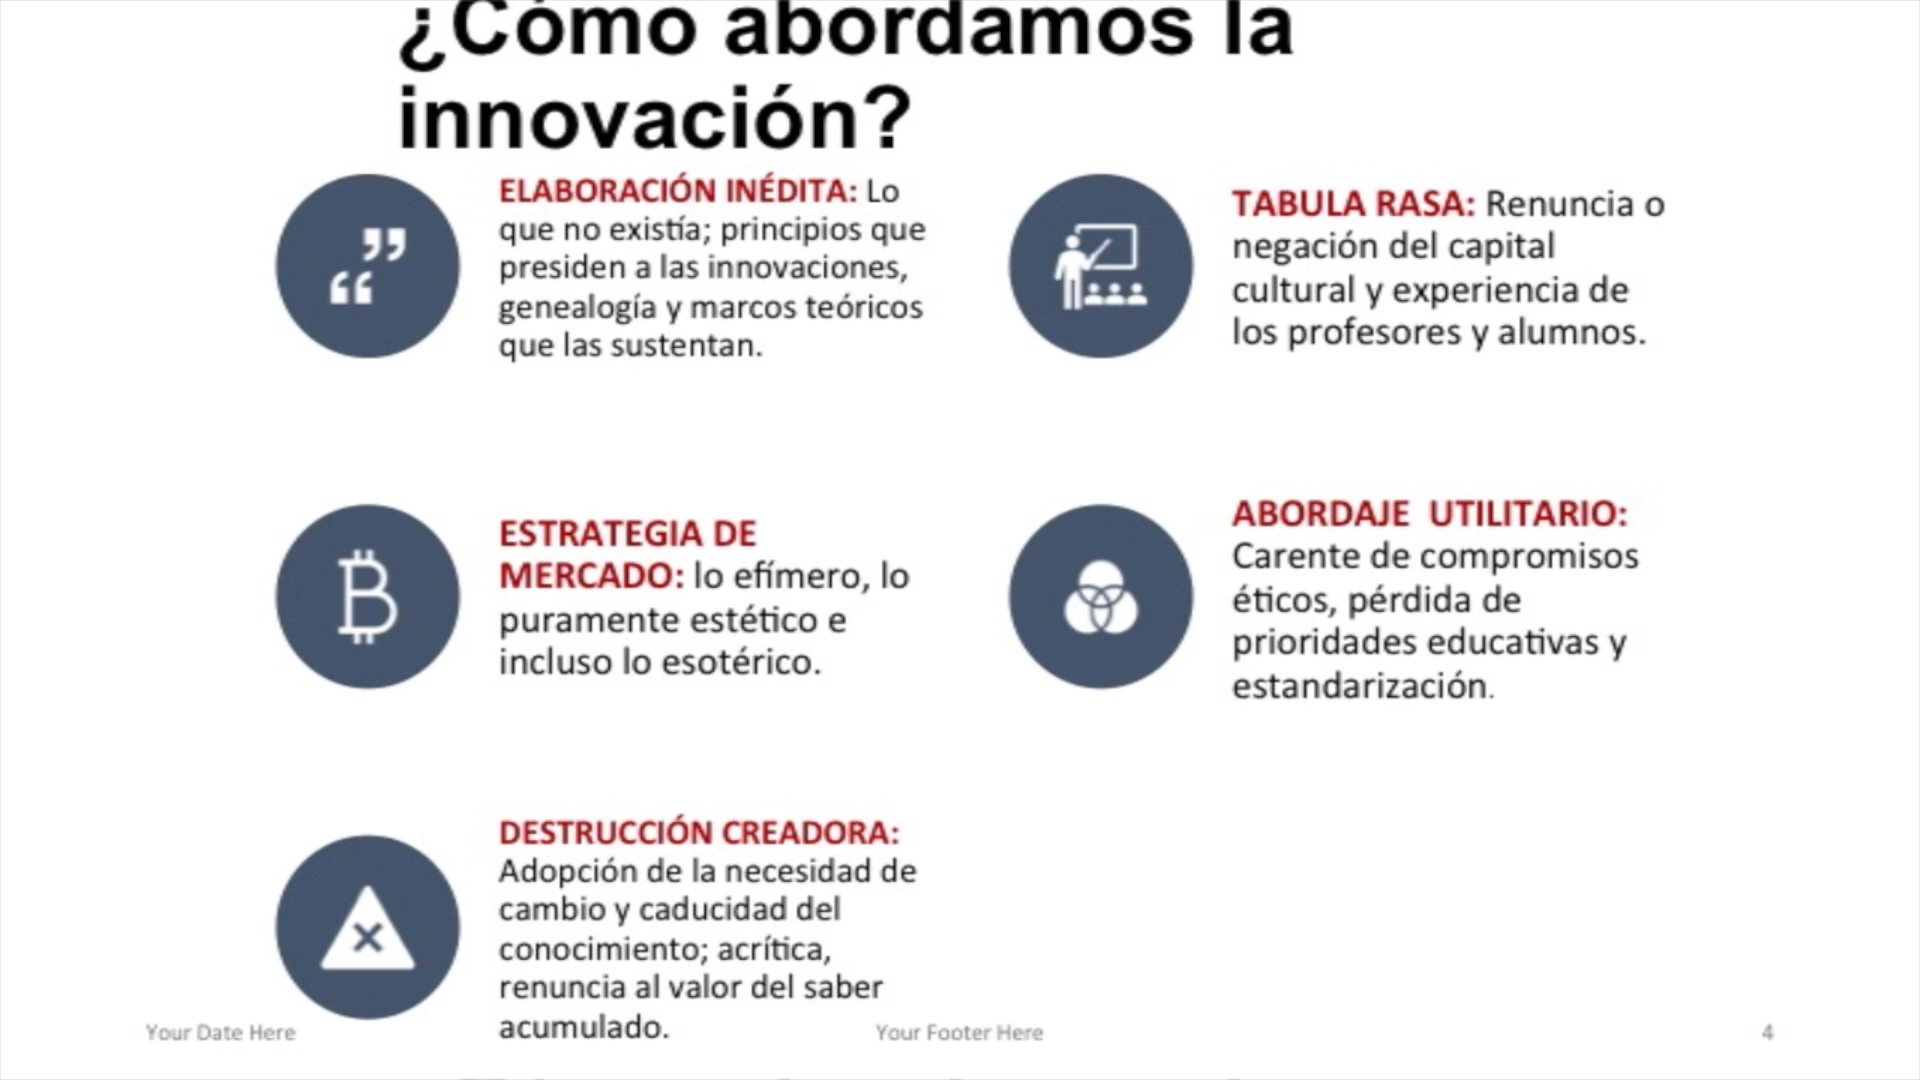 ¿Cómo abordamos la
innovación?
ELABORACIÓN INÉDITA: Lo
que no existía; principios que
presiden a las innovaciones,
genealogía y marcos teóricos
que las sustentan.
TABULA RASA: Renuncia o
negación del capital
cultural y experiencia de
los profesores y alumnos.
ESTRATEGIA DE
MERCADO: lo efímero, lo
puramente estético e
incluso lo esotérico.
ABORDAJE  UTILITARIO:
Carente de compromisos
éticos, pérdida de
prioridades educativas y
estandarización.
DESTRUCCIÓN CREADORA:
Adopción de la necesidad de
cambio y caducidad del
conocimiento; acrítica,
renuncia al valor del saber
acumulado.
Your Date Here
Your Footer Here
4